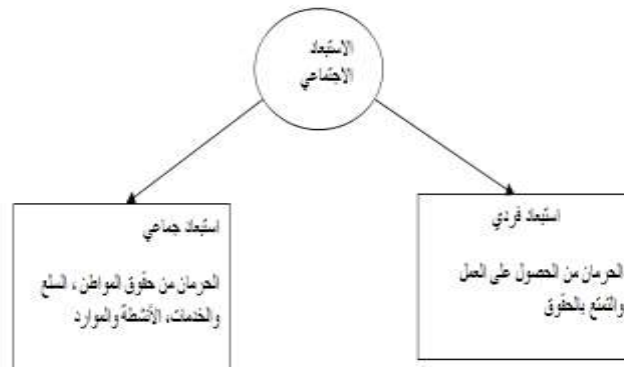 الاستبعاد
الاجتماعي
استبعاد فردي
الحرمان من الحصول على العمل
والتمتع بالحقوق
استبعاد جماعي
الحرمان من حقوق المواطن ، السلع
والخدمات، الأنشطة والموارد